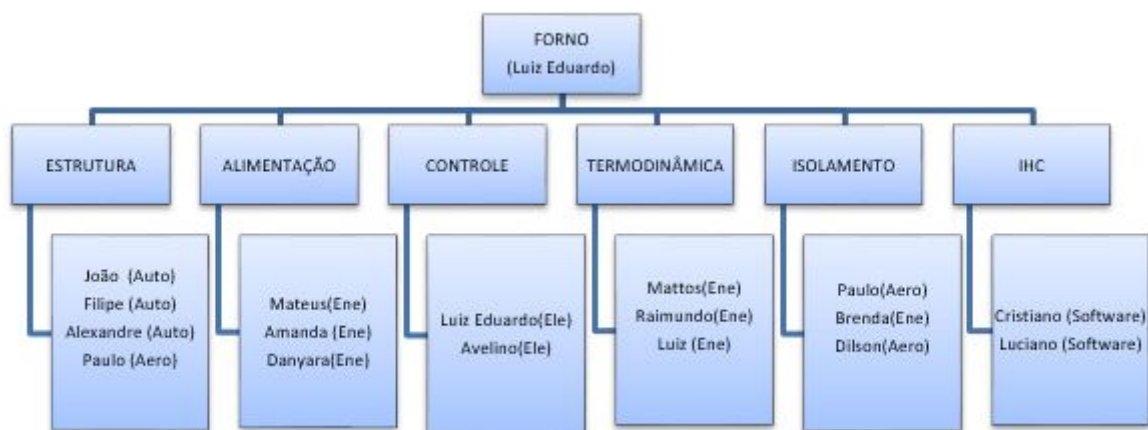 FORNO
(Luiz Eduardo)
ESTRUTURA
ALIMENTAÇÃO
CONTROLE
TERMODINÂMICA
ISOLAMENTO
IHC
João (Auto)
Filipe (Auto)
Alexandre (Auto)
Paulo (Aero)
Mateus(Ene)
Amanda (Ene)
Danyara(Ene)
Luiz Eduardo(Ele)
Avelino(Ele)
Mattos(Ene)
Raimundo(Ene)
Luiz (Ene)
Paulo(Aero)
Brenda(Ene)
Dilson(Aero)
Cristiano (Software)
Luciano (Software)